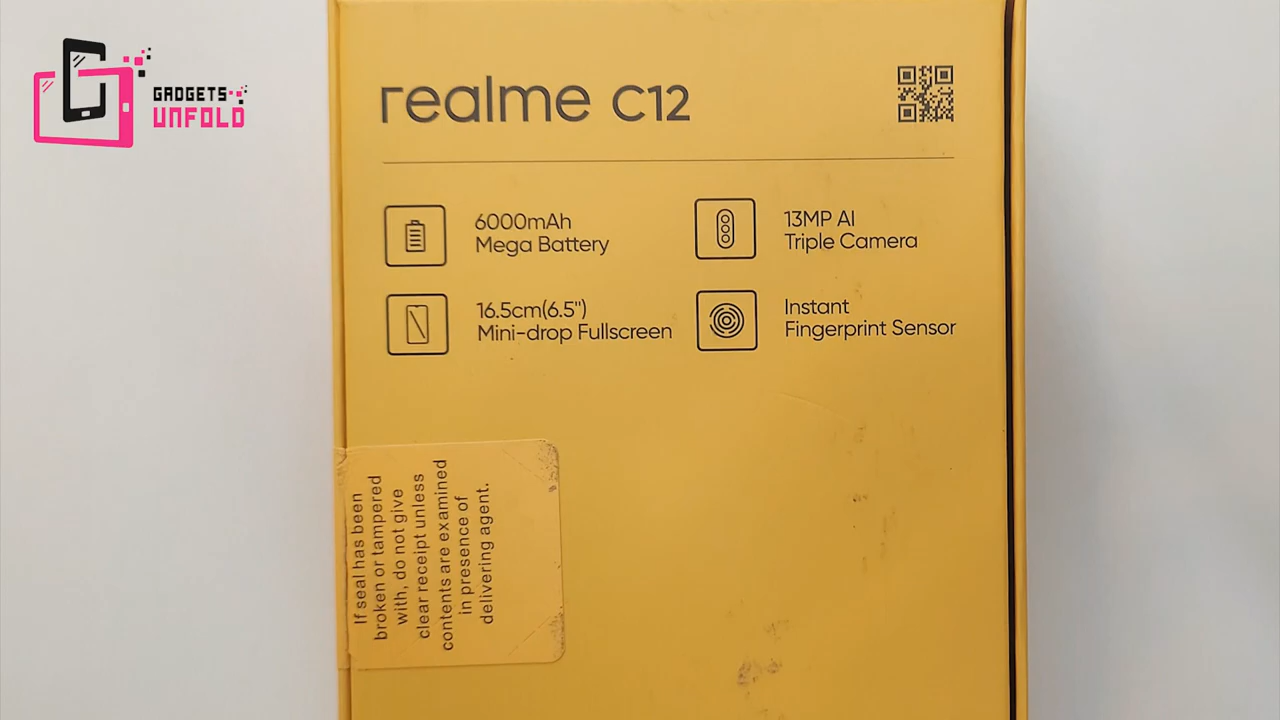 GADGETS
UNFOLD
realme C12
6000mAh
Mega Battery
13MP AI
Triple Camera
16.5cm(6.5")
Mini-drop Fullscreen
Instant
Fingerprint Sensor
If seal has been
broken or tampered
with, do not give
clear receipt unless
contents are examined
in presence of
delivering agent.